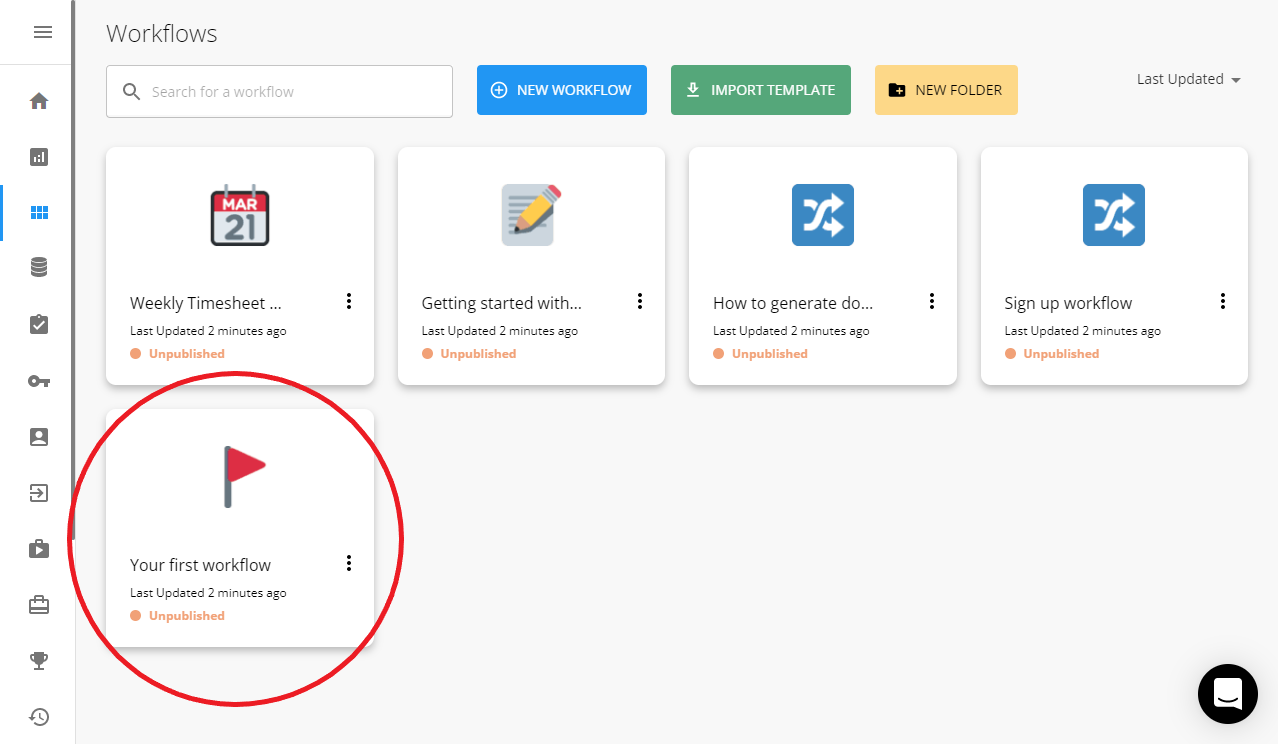 Workflows
Search for a workflow
NEW WORKFLOW
IMPORT TEMPLATE
NEW FOLDER
Last Updated
MAR
21
Weekly Timesheet ...
Last Updated 2 minutes ago
Unpublished
Getting started with...
Last Updated 2 minutes ago
Unpublished
How to generate do...
Last Updated 2 minutes ago
Unpublished
Sign up workflow
Last Updated 2 minutes ago
Unpublished
Your first workflow
Last Updated 2 minutes ago
Unpublished